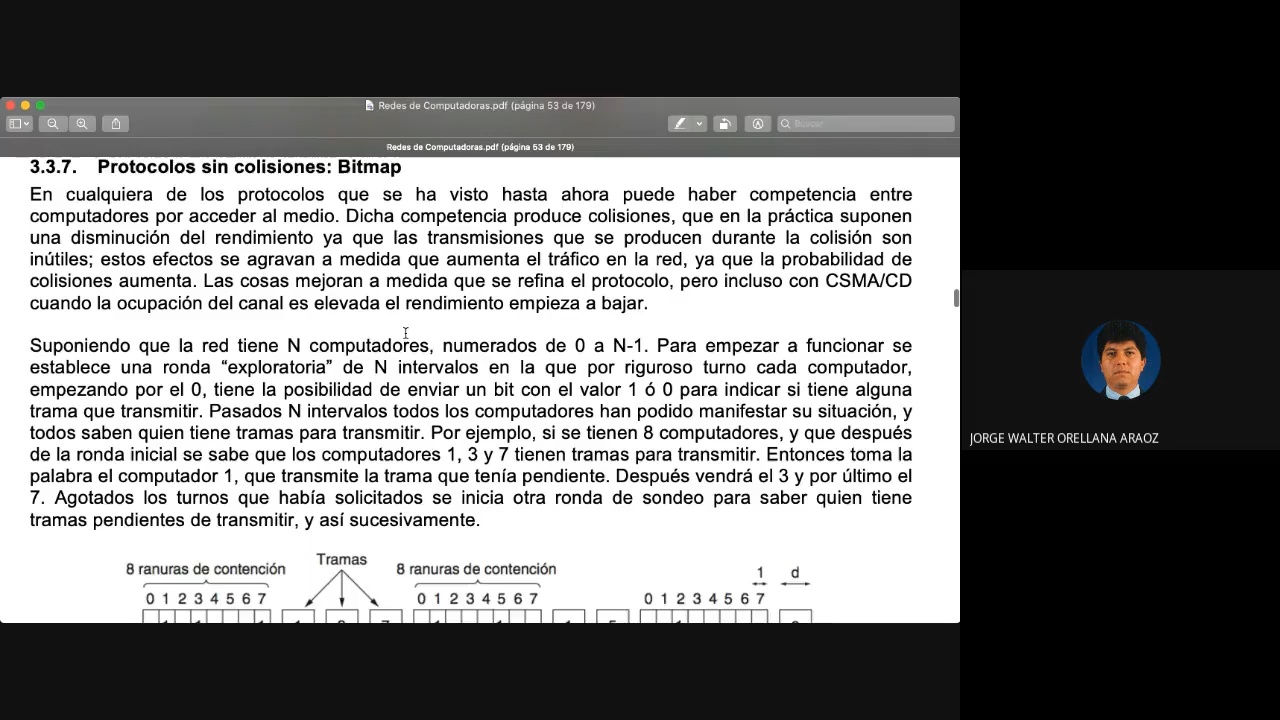 Redes de Computadoras.pdf (página 53 de 179)
Buscar
Redes de Computadoras.pdf (página 53 de 179)
3.3.7. Protocolos sin colisiones: Bitmap
En cualquiera de los protocolos que se ha visto hasta ahora puede haber competencia entre
computadores por acceder al medio. Dicha competencia produce colisiones, que en la práctica suponen
una disminución del rendimiento ya que las transmisiones que se producen durante la colisión son
inútiles; estos efectos se agravan a medida que aumenta el tráfico en la red, ya que la probabilidad de
colisiones aumenta. Las cosas mejoran a medida que se refina el protocolo, pero incluso con CSMA/CD
cuando la ocupación del canal es elevada el rendimiento empieza a bajar.
Suponiendo que la red tiene N computadores, numerados de 0 a N-1. Para empezar a funcionar se
establece una ronda “exploratoria” de N intervalos en la que por riguroso turno cada computador,
empezando por el 0, tiene la posibilidad de enviar un bit con el valor 1 ó 0 para indicar si tiene alguna
trama que transmitir. Pasados N intervalos todos los computadores han podido manifestar su situación, y
todos saben quien tiene tramas para transmitir. Por ejemplo, si se tienen 8 computadores, y que después
de la ronda inicial se sabe que los computadores 1, 3 y 7 tienen tramas para transmitir. Entonces toma la
palabra el computador 1, que transmite la trama que tenía pendiente. Después vendrá el 3 y por último el
7. Agotados los turnos que había solicitados se inicia otra ronda de sondeo para saber quien tiene
tramas pendientes de transmitir, y así sucesivamente.
Tramas
8 ranuras de contención 8 ranuras de contención 1 d
0 1 2 3 4 5 6 7 0 1 2 3 4 5 6 7 0 1 2 3 4 5 6 7
JORGE WALTER ORELLANA ARAOZ